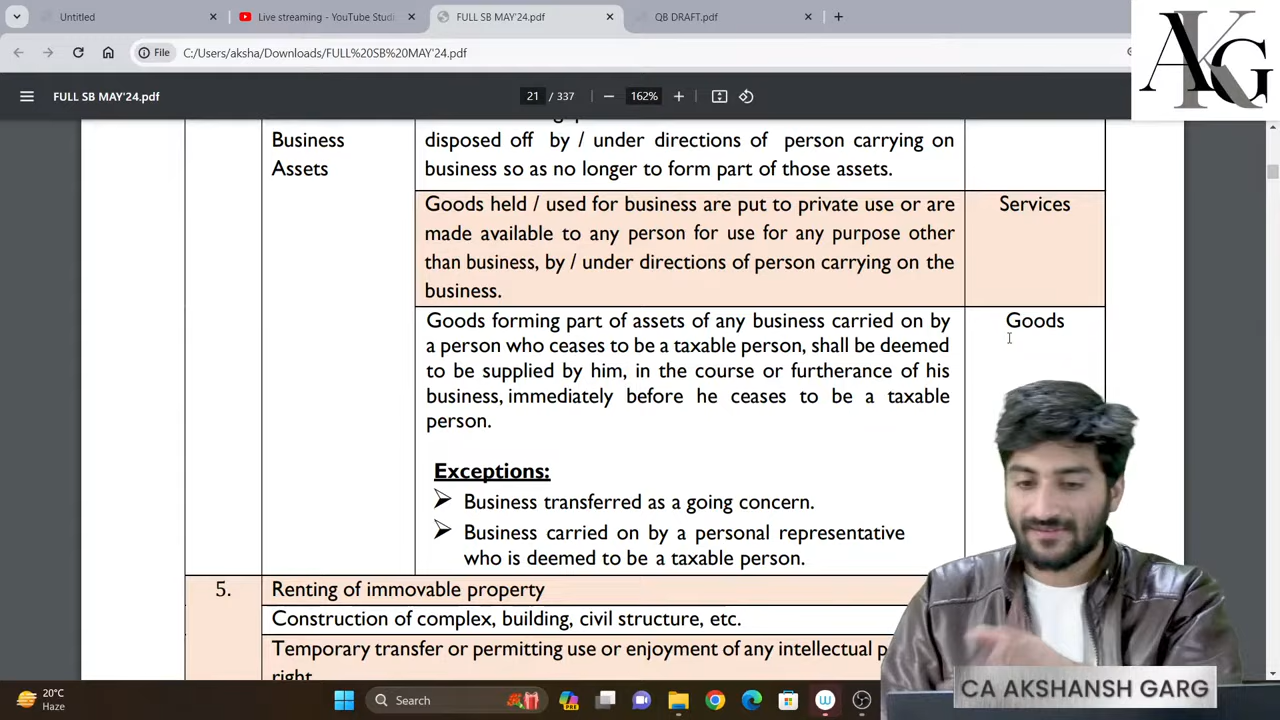 Untitled
Live streaming - YouTube Studi
FULL SB MAY'24.pdf
QB DRAFT.pdf
File
C:/Users/aksha/Downloads/FULL%20SB%20MAY'24.pdf
AKG
FULL SB MAY'24.pdf
21 / 337
162%
Business
Assets
disposed off by / under directions of person carrying on
business so as no longer to form part of those assets.
Goods held / used for business are put to private use or are
made available to any person for use for any purpose other
than business, by / under directions of person carrying on the
business.
Services
Goods forming part of assets of any business carried on by
a person who ceases to be a taxable person, shall be deemed
to be supplied by him, in the course or furtherance of his
business, immediately before he ceases to be a taxable
person.
Goods
Exceptions:
Business transferred as a going concern.
Business carried on by a personal representative
who is deemed to be a taxable person.
5.
Renting of immovable property
Construction of complex, building, civil structure, etc.
Temporary transfer or permitting use or enjoyment of any intellectual p
right
CA AKSHANSH GARG
20°C
Haze
Search